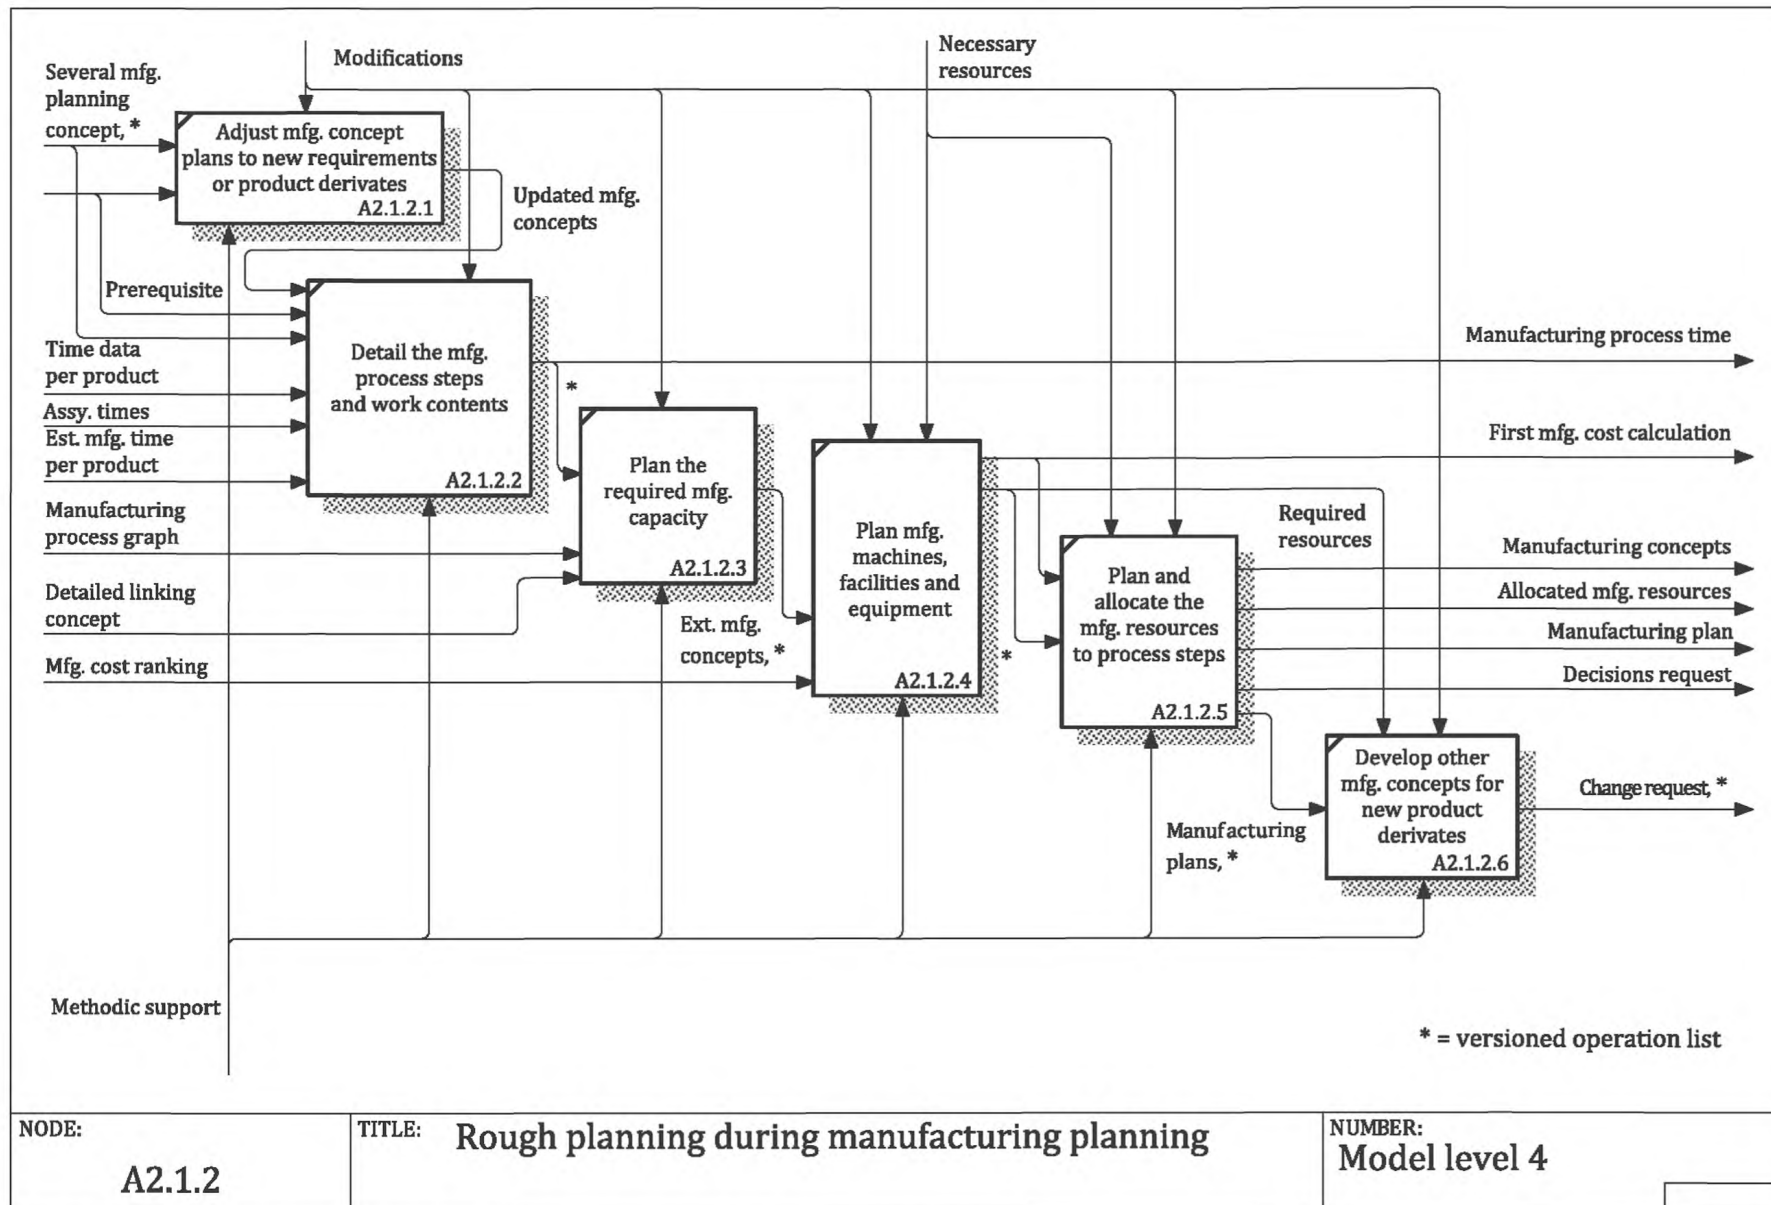 Modifications
Necessary
resources
Several mfg.
planning
concept, *
Adjust mfg. concept
plans to new requirements
or product derivates
A2.1.2.1
Updated mfg.
concepts
Prerequisite
Time data
per product
Assy. times
Est. mfg. time
per product
Detail the mfg.
process steps
and work contents
A2.1.2.2
*
Manufacturing process time
First mfg. cost calculation
Manufacturing
process graph
Detailed linking
concept
Mfg. cost ranking
Plan the
required mfg.
capacity
A2.1.2.3
Ext. mfg.
concepts, *
Plan mfg.
machines,
facilities and
equipment
A2.1.2.4
*
Required
resources
Plan and
allocate the
mfg. resources
to process steps
A2.1.2.5
Manufacturing concepts
Allocated mfg. resources
Manufacturing plan
Decisions request
Manufacturing
plans, *
Develop other
mfg. concepts for
new product
derivates
A2.1.2.6
Change request, *
Methodic support
* = versioned operation list
NODE:
A2.1.2
TITLE: Rough planning during manufacturing planning
NUMBER:
Model level 4